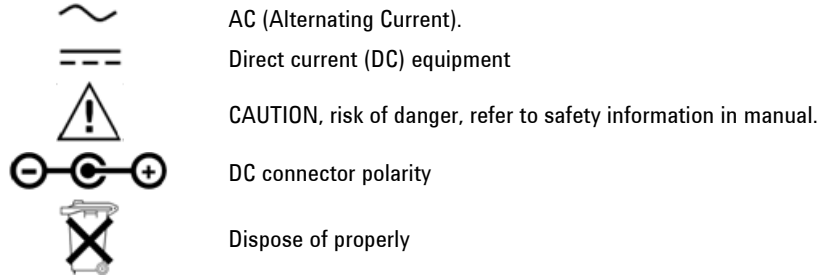 AC (Alternating Current).
Direct current (DC) equipment
CAUTION, risk of danger, refer to safety information in manual.
DC connector polarity
Dispose of properly